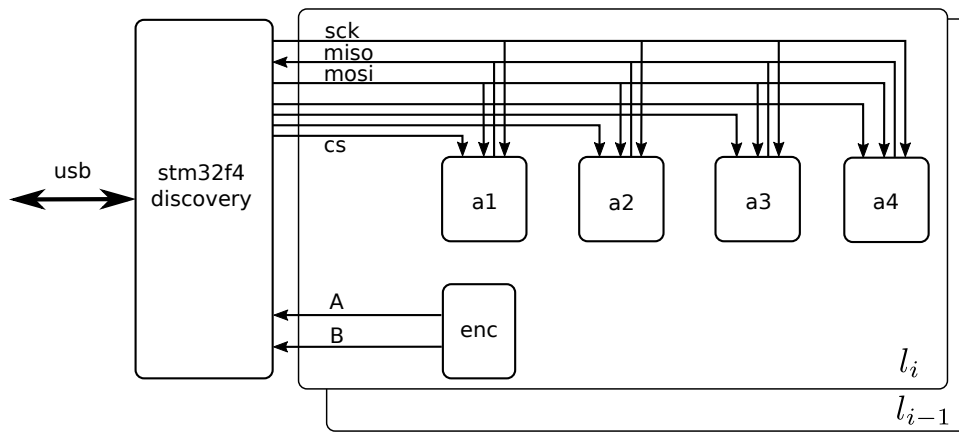 sck
miso
mosi
cs
usb
stm32f4
discovery
a1
a2
a3
a4
A
B
enc
l_i
l_{i-1}